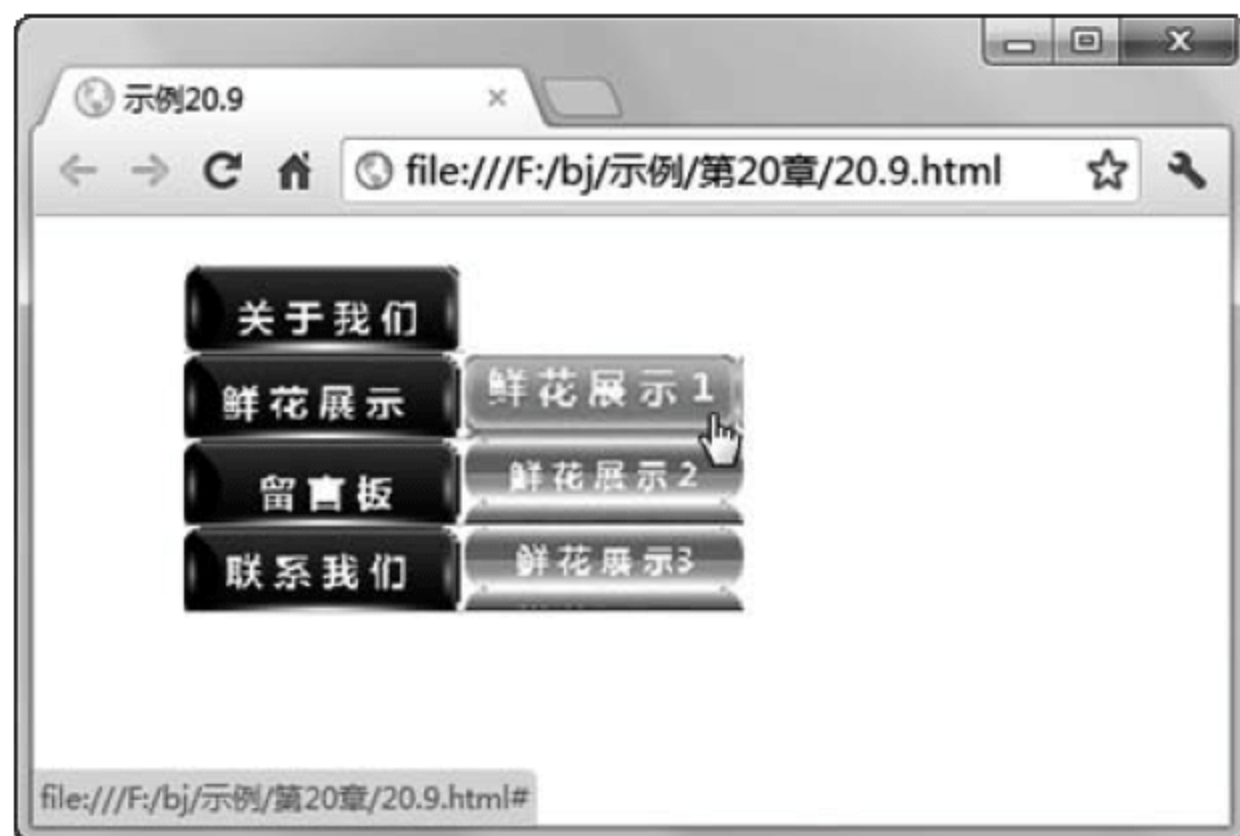 示例20.9
file:///F:/bj/示例/第20章/20.9.html
关于我们
鲜花展示 鲜花展示1
留言板 鲜花展示2
联系我们 鲜花展示3
file:///F:/bj/示例/第20章/20.9.html#